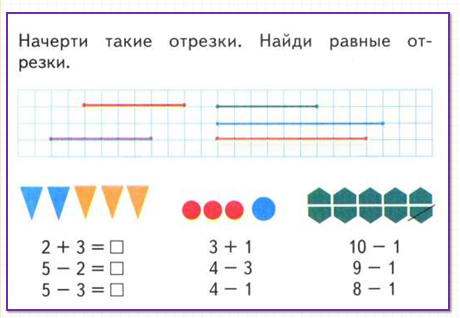 Начерти такие отрезки. Найди равные от-
резки.
2 + 3 = □
5 − 2 = □
5 − 3 = □
3 + 1
4 − 3
4 − 1
10 − 1
9 − 1
8 − 1